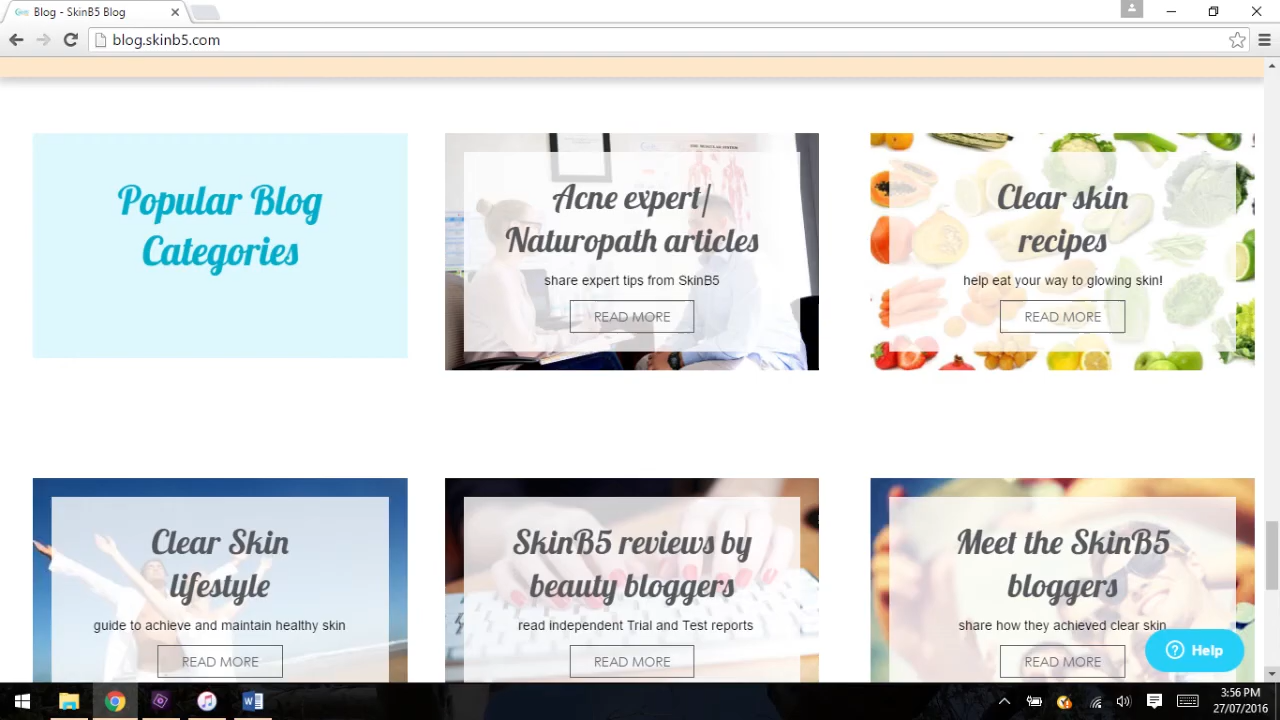 Blog - SkinB5 Blog
blog.skinb5.com
Popular Blog
Categories
Acne expert/
Naturopath articles
share expert tips from SkinB5
READ MORE
Clear skin
recipes
help eat your way to glowing skin!
READ MORE
Clear Skin
lifestyle
guide to achieve and maintain healthy skin
READ MORE
SkinB5 reviews by
beauty bloggers
read independent Trial and Test reports
READ MORE
Meet the SkinB5
bloggers
share how they achieved clear skin
READ MORE
Help
3:56 PM
27/07/2016